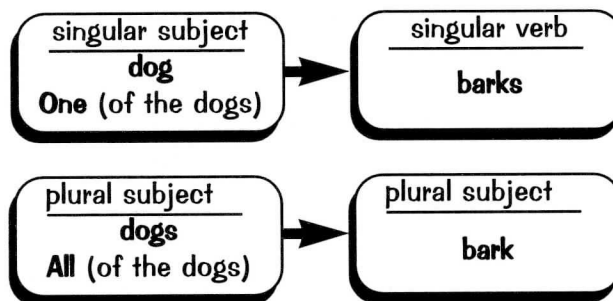 singular subject
dog
One (of the dogs)
singular verb
barks
plural subject
dogs
All (of the dogs)
plural subject
bark